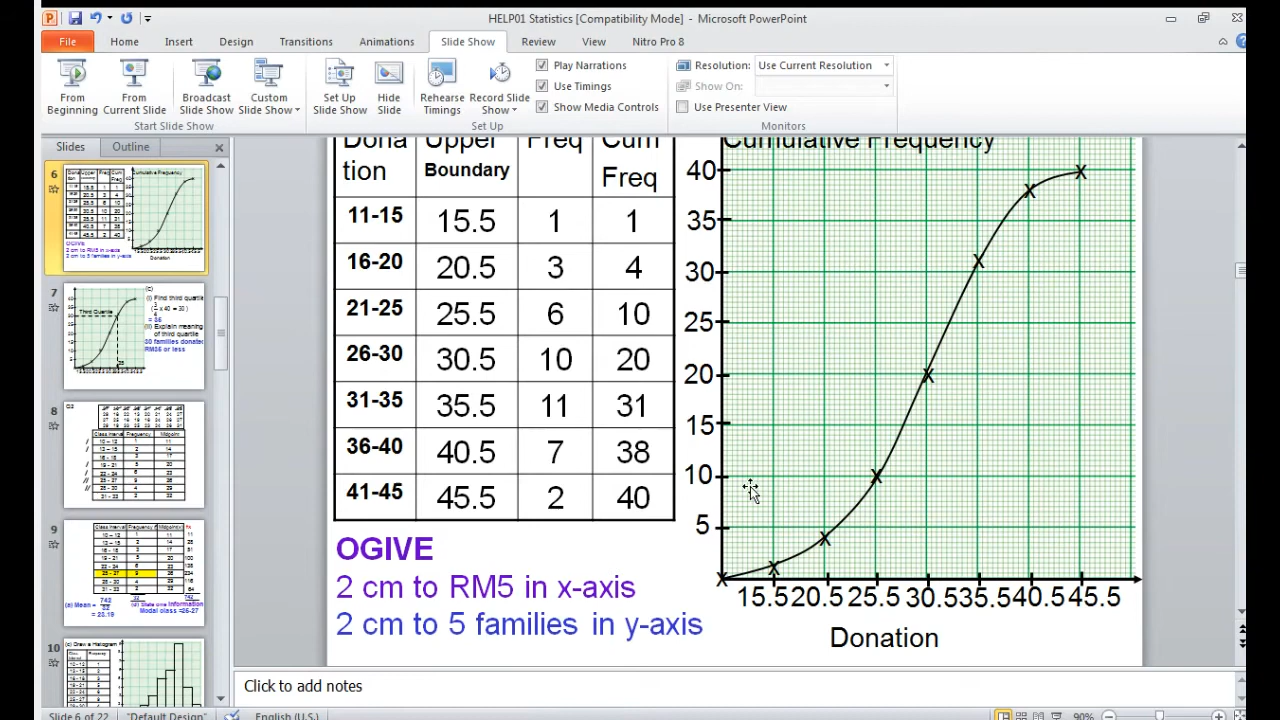 HELP01 Statistics [Compatibility Mode] - Microsoft PowerPoint
File Home Insert Design Transitions Animations Slide Show Review View Nitro Pro 8
From Beginning
From Current Slide
Broadcast Slide Show
Custom Slide Show
Set Up Slide Show
Hide Slide
Rehearse Timings
Record Slide Show
Play Narrations
Use Timings
Show Media Controls
Resolution: Use Current Resolution
Show On:
Use Presenter View
Start Slide Show Set Up Monitors
Slides Outline
6
7
8
9
10
Dona tion Upper Boundary Freq Cum Freq
11-15 15.5 1 1
16-20 20.5 3 4
21-25 25.5 6 10
26-30 30.5 10 20
31-35 35.5 11 31
36-40 40.5 7 38
41-45 45.5 2 40
OGIVE
2 cm to RM5 in x-axis
2 cm to 5 families in y-axis
Cumulative Frequency
40
35
30
25
20
15
10
5
15.5 20.5 25.5 30.5 35.5 40.5 45.5
Donation
Click to add notes
Slide 6 of 22 "Default Design" English (U.S.) 90%